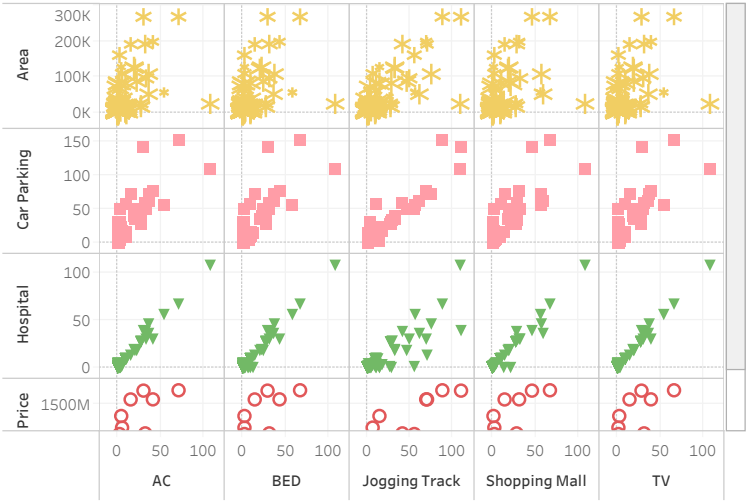 Area
300K
200K
100K
0K
Car Parking
150
100
50
0
Hospital
100
50
0
Price
1500M
0 50 100 0 50 100 0 50 100 0 50 100 0 50 100
AC BED Jogging Track Shopping Mall TV